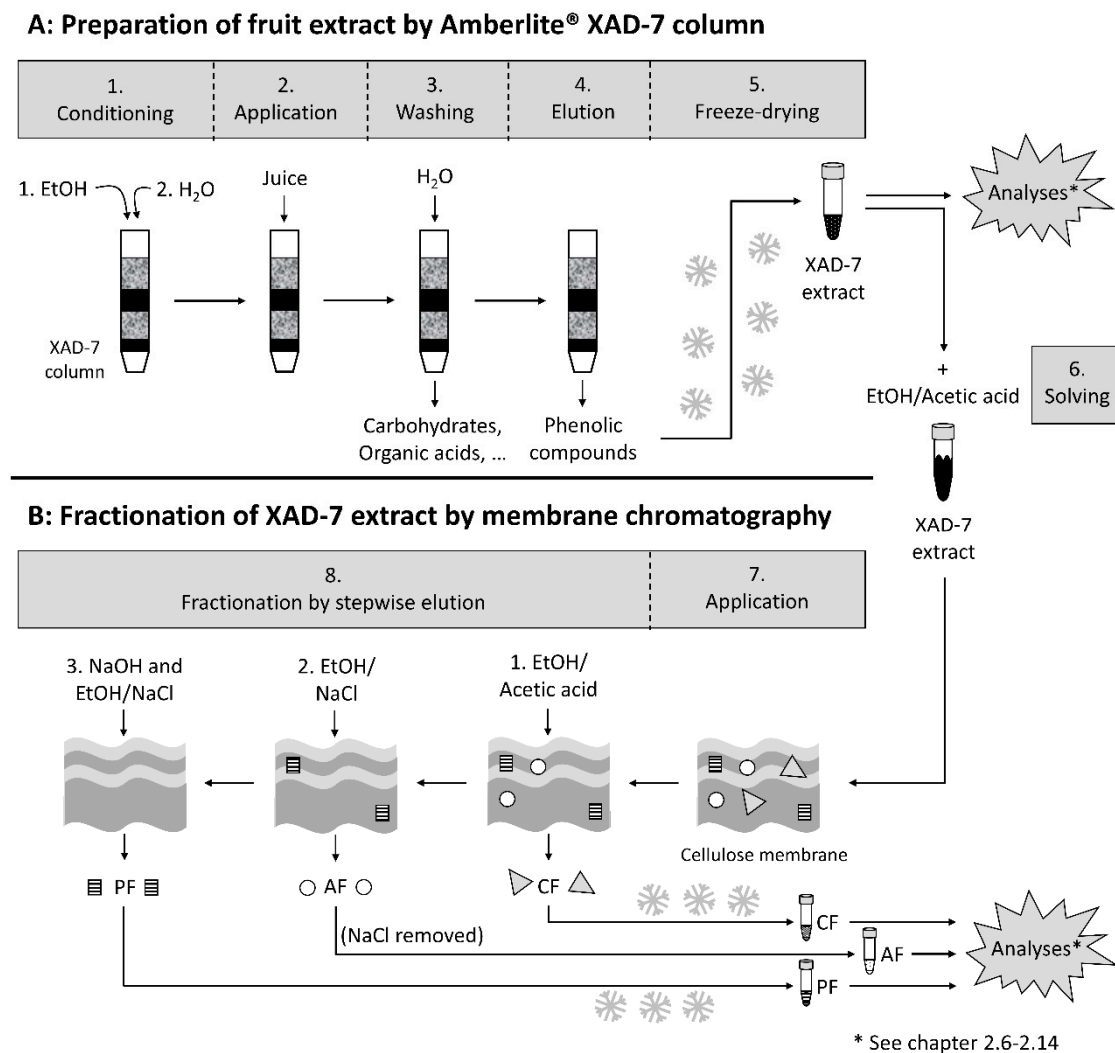 A: Preparation of fruit extract by Amberlite® XAD-7 column
1.
Conditioning
2.
Application
3.
Washing
4.
Elution
5.
Freeze-drying
1. EtOH
2. H₂O
Juice
H₂O
XAD-7
column
Carbohydrates,
Organic acids, ...
Phenolic
compounds
XAD-7
extract
Analyses*
+
EtOH/Acetic acid
6.
Solving
XAD-7
extract
B: Fractionation of XAD-7 extract by membrane chromatography
8.
Fractionation by stepwise elution
7.
Application
3. NaOH and
EtOH/NaCl
2. EtOH/
NaCl
1. EtOH/
Acetic acid
Cellulose membrane
PF
AF
CF
(NaCl removed)
CF
AF
PF
Analyses*
* See chapter 2.6-2.14